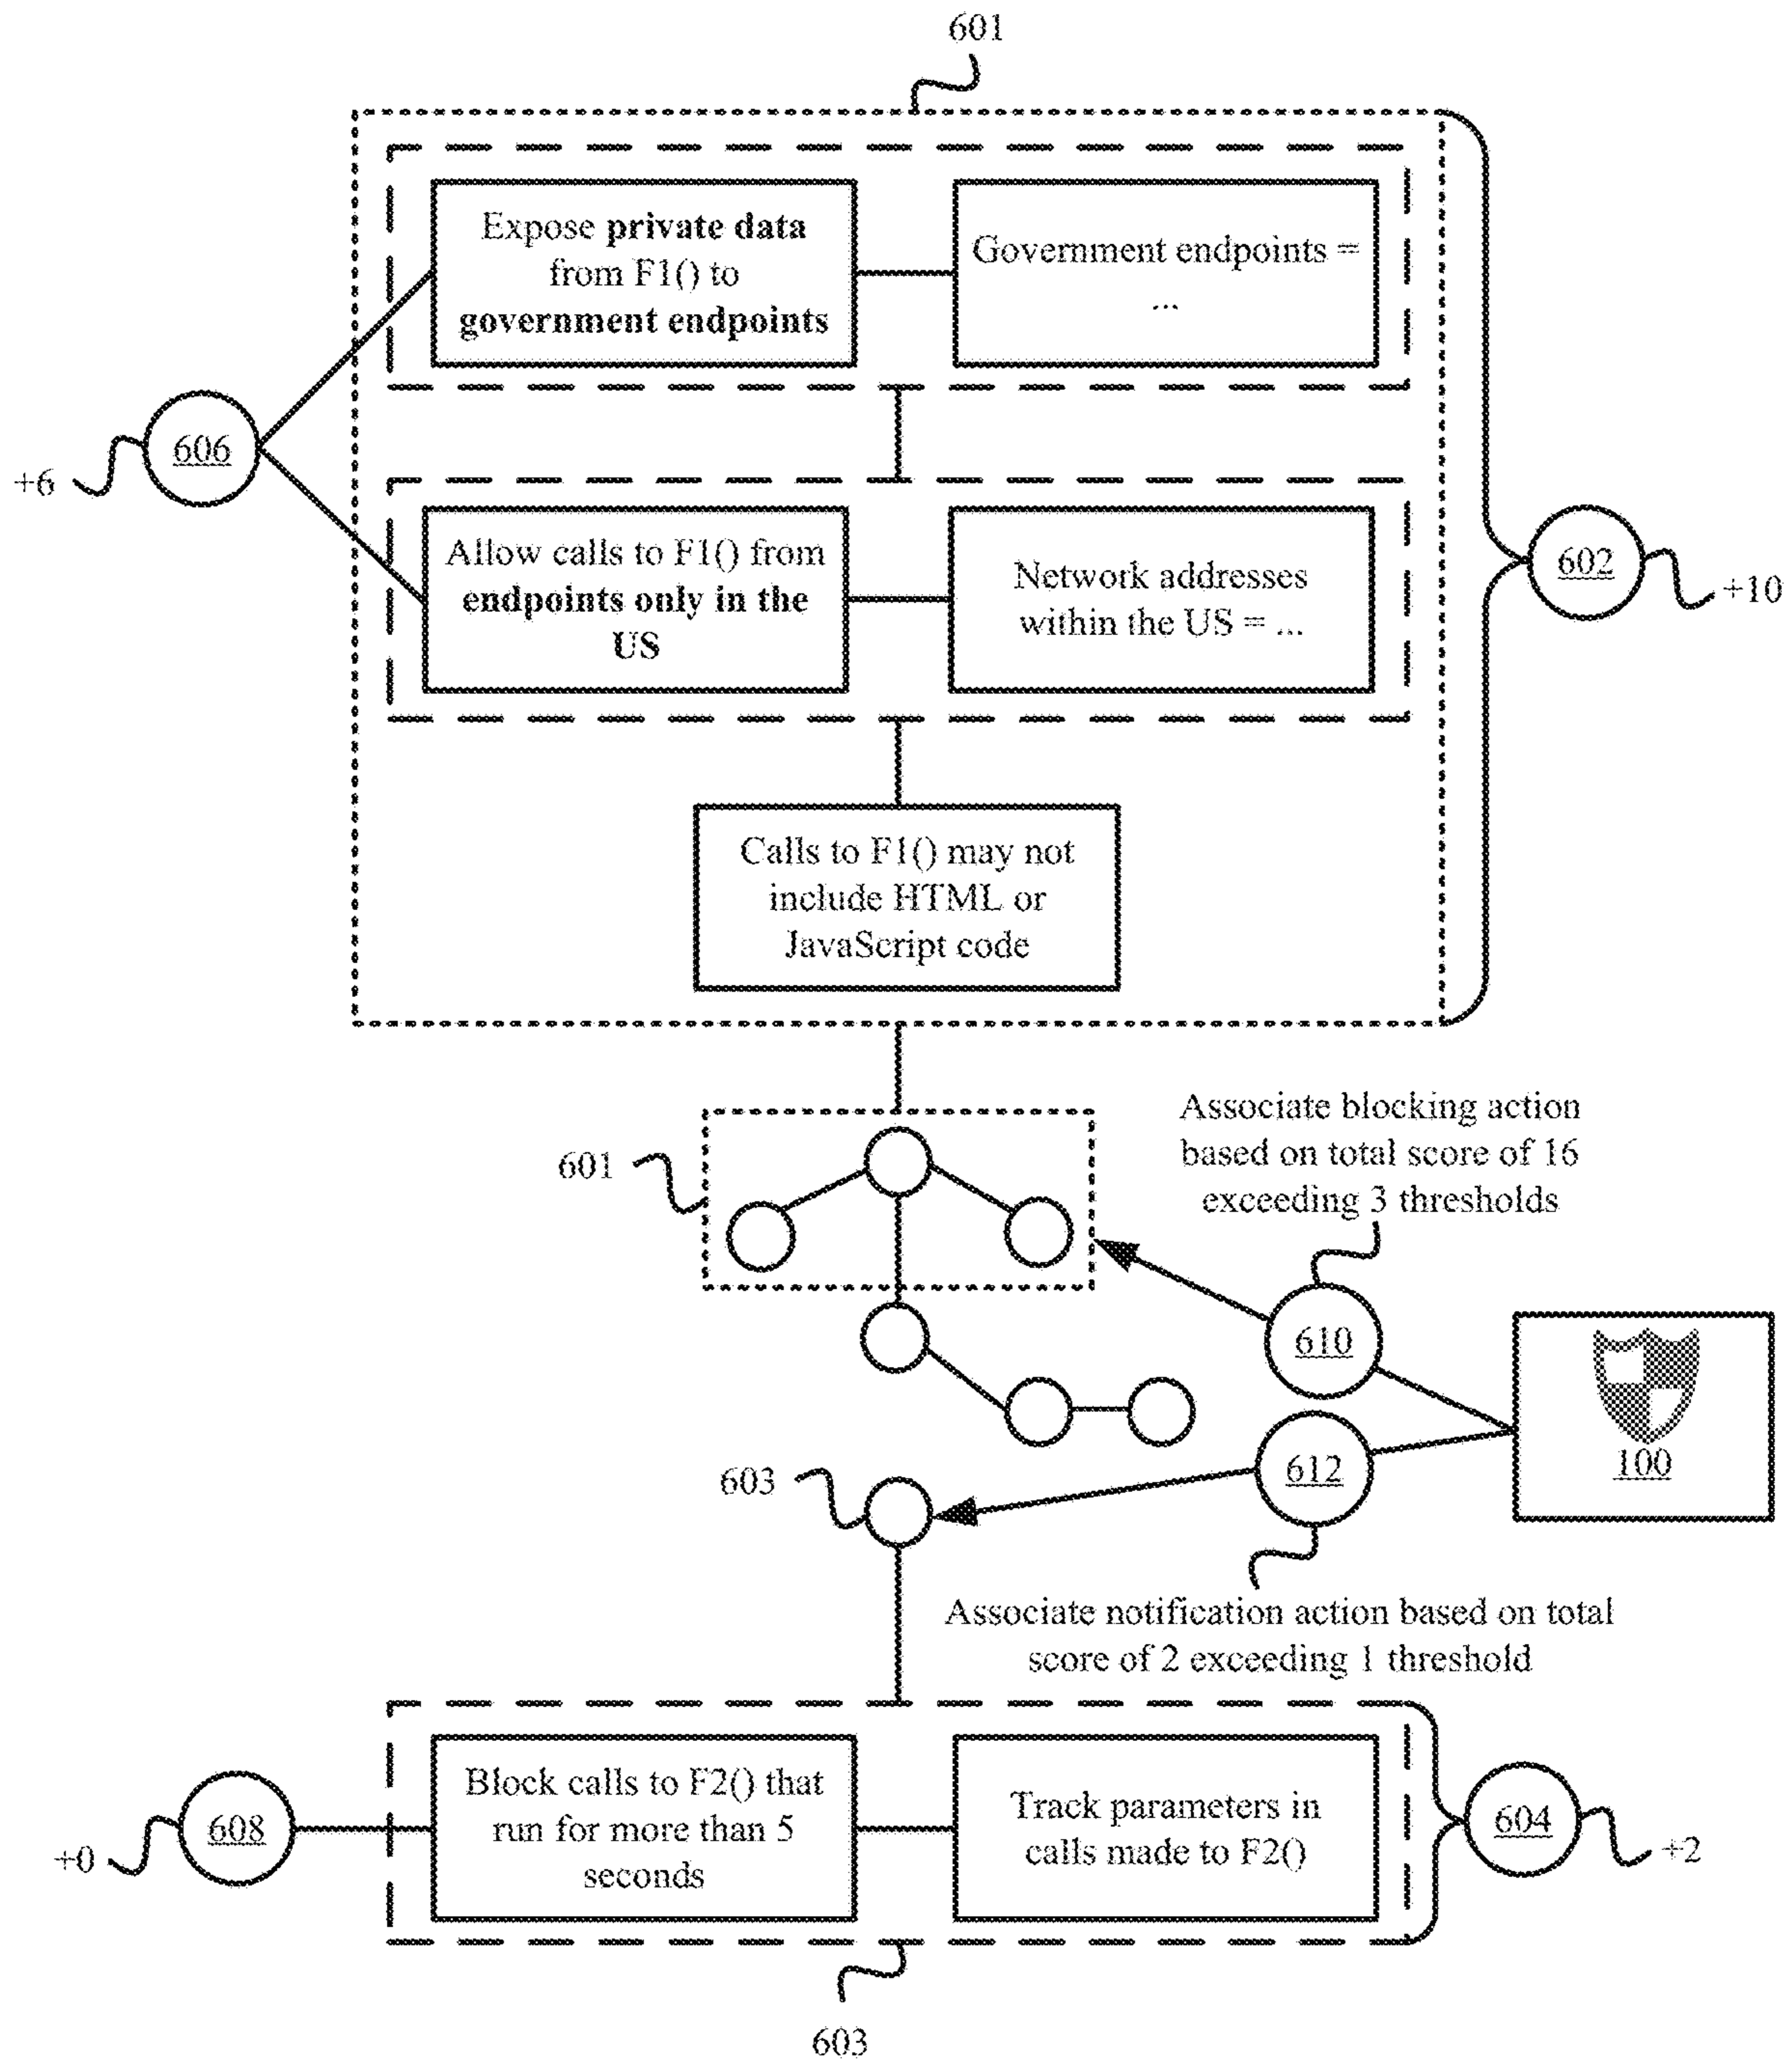 601
Expose private data
from F1() to
government endpoints
Government endpoints =
...
606
+6
Allow calls to F1() from
endpoints only in the
US
Network addresses
within the US = ...
602
+10
Calls to F1() may not
include HTML or
JavaScript code
Associate blocking action
based on total score of 16
exceeding 3 thresholds
601
610
100
612
603
Associate notification action based on total
score of 2 exceeding 1 threshold
Block calls to F2() that
run for more than 5
seconds
Track parameters in
calls made to F2()
608
+0
604
+2
603